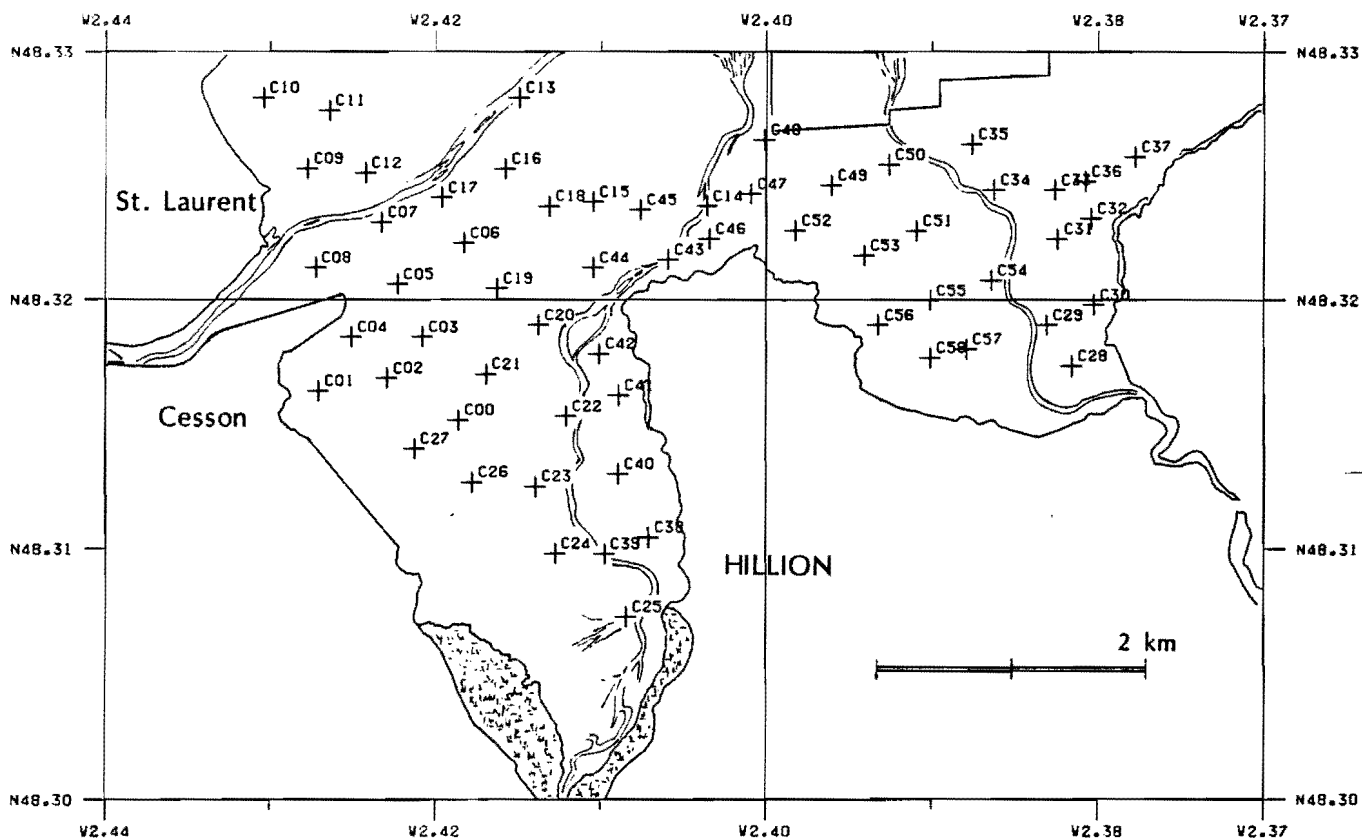 W2.44 W2.42 W2.40 W2.38 W2.37
N48.33 N48.33
C10 C11 C13
C09 C12 C16 C17
C48 C50 C35 C37
C49 C34 C33 C36
St. Laurent
C07 C18 C15 C45 C14 C47
C32
C06 C46 C52 C51 C31
C08 C05 C19 C44 C43 C53 C54
N48.32 N48.32
C55 C30
C04 C03 C20 C42 C56 C58 C57 C29 C28
C01 C02 C21 C41
Cesson
C00 C22
C27
C26 C23 C40
N48.31 N48.31
C24 C39 C38
HILLION
C25
2 km
N48.30 N48.30
W2.44 W2.42 W2.40 W2.38 W2.37